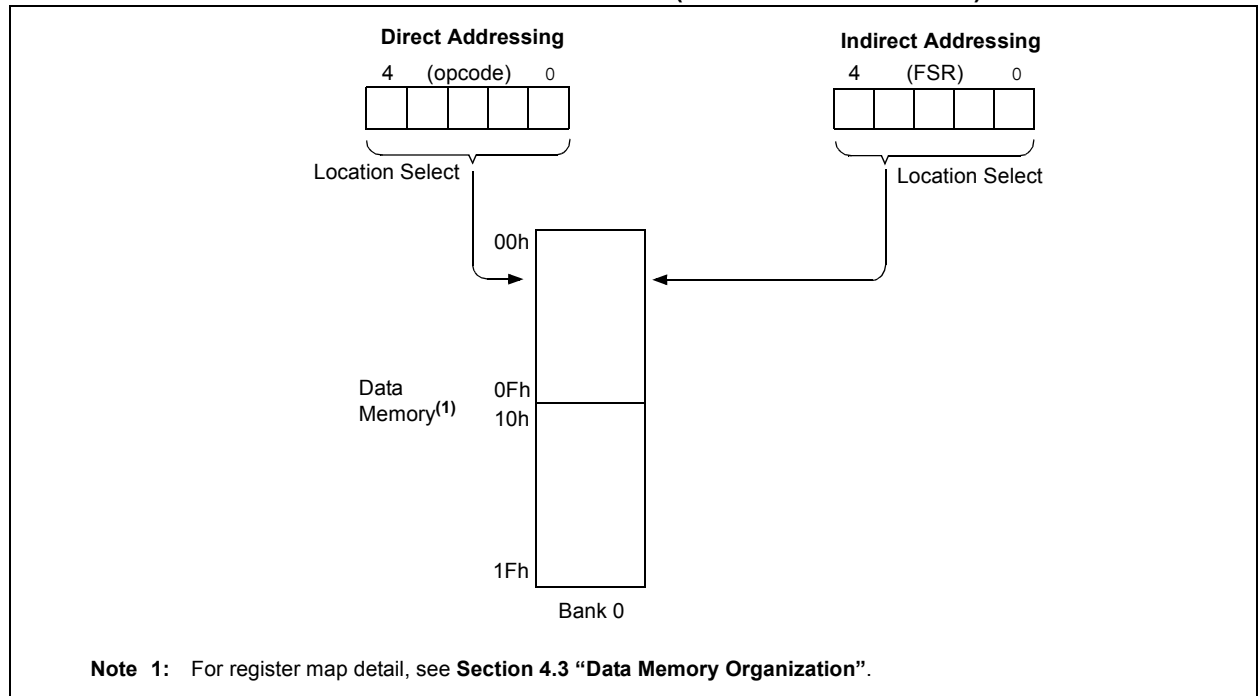 Direct Addressing
4 (opcode) 0
Location Select
Indirect Addressing
4 (FSR) 0
Location Select
00h
Data
Memory(1)
0Fh
10h
1Fh
Bank 0
Note 1: For register map detail, see Section 4.3 “Data Memory Organization”.